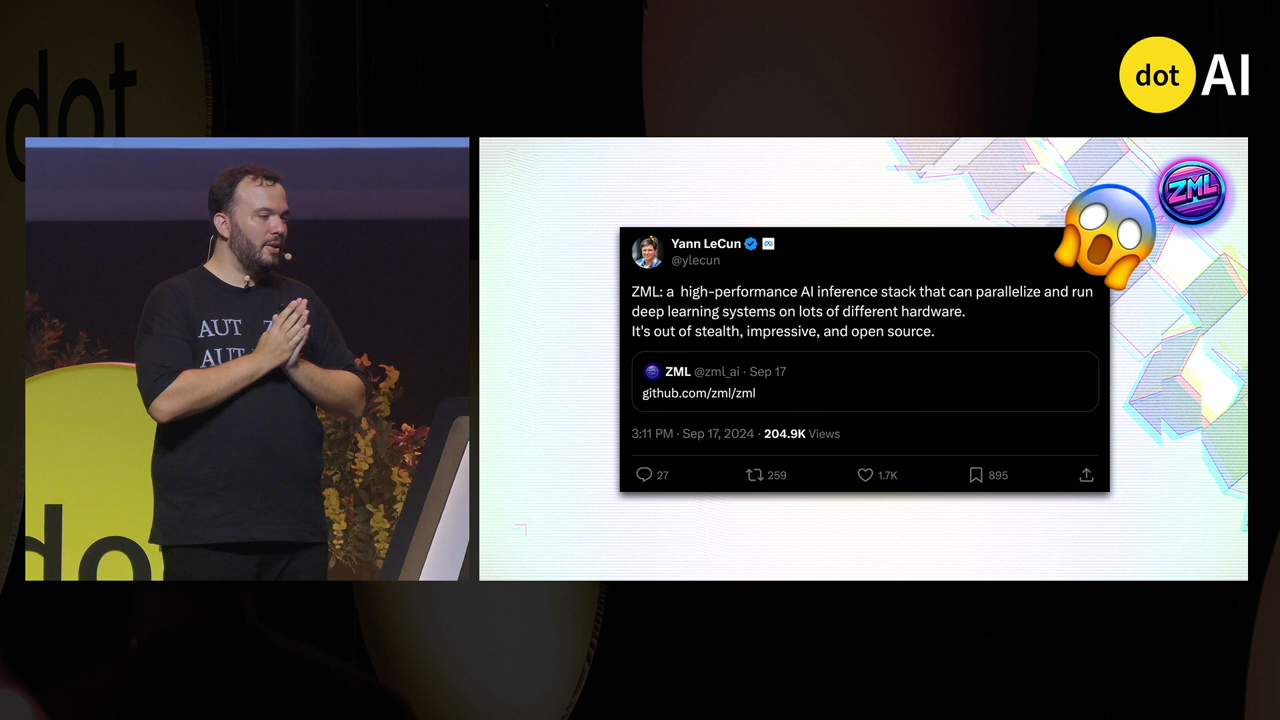 dot
dot AI
AUT
AUT
do
ZML
Yann LeCun
@ylecun
ZML: a high-performance AI inference stack that can parallelize and run
deep learning systems on lots of different hardware.
It's out of stealth, impressive, and open source.
ZML @zml_ai · Sep 17
github.com/zml/zml
3:11 PM · Sep 17, 2024 · 204.9K Views
27 259 1.7K 895